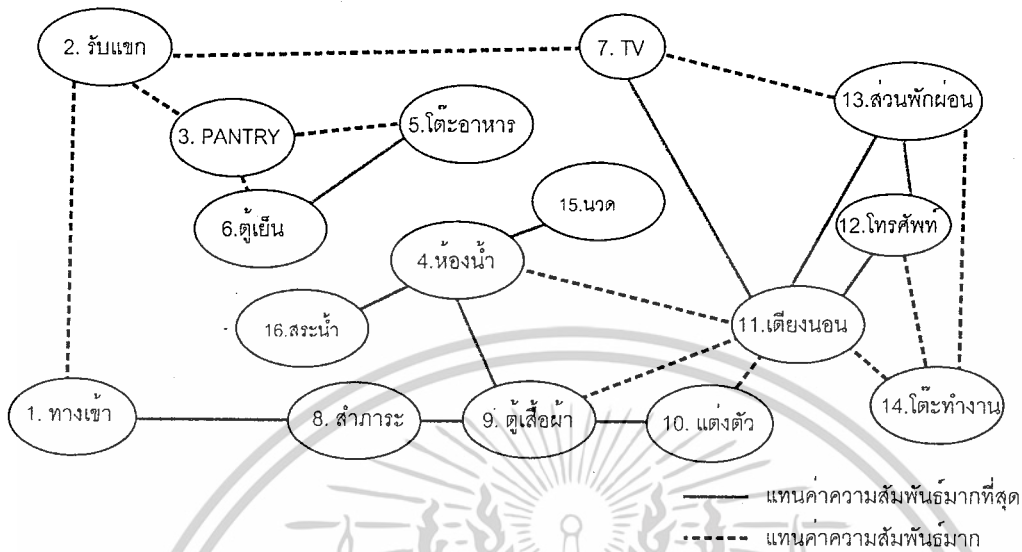 2. รับแขก
7. TV
13.ส่วนพักผ่อน
3. PANTRY
5.โต๊ะอาหาร
15.นวด
6.ตู้เย็น
12.โทรศัพท์
4.ห้องน้ำ
16.สระน้ำ
11.เตียงนอน
1. ทางเข้า
8. สำภาระ
9. ตู้เสื้อผ้า
10. แต่งตัว
14.โต๊ะทำงาน
แทนค่าความสัมพันธ์มากที่สุด
แทนค่าความสัมพันธ์มาก